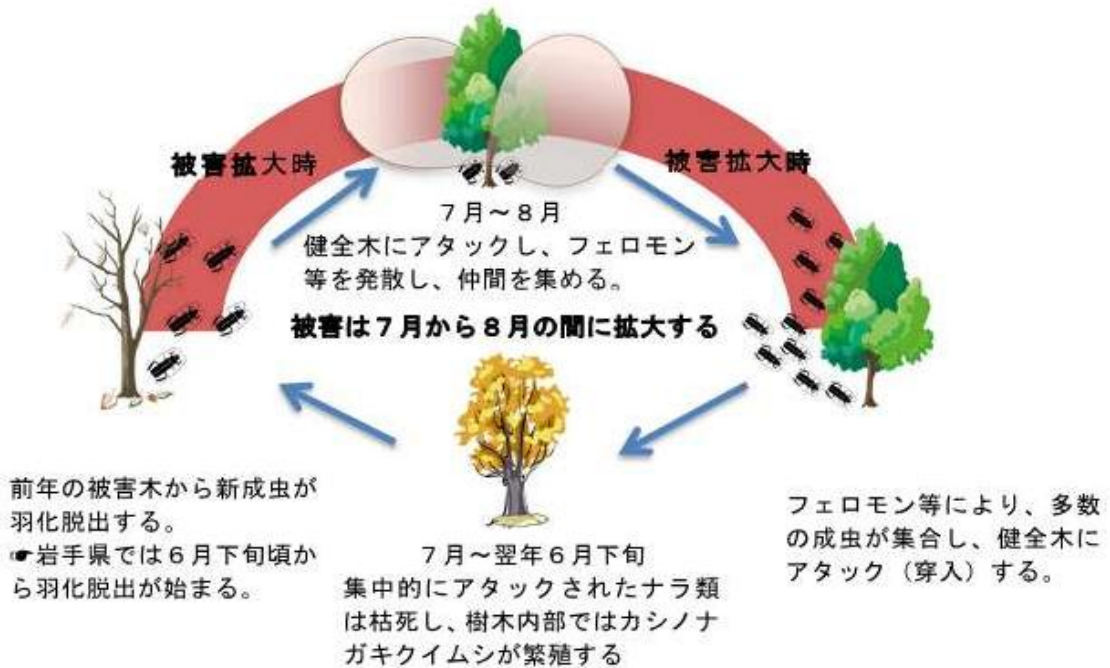 被害拡大時
被害拡大時
７月～８月
健全木にアタックし、フェロモン
等を発散し、仲間を集める。
被害は７月から８月の間に拡大する
前年の被害木から新成虫が
羽化脱出する。
☛岩手県では６月下旬頃か
ら羽化脱出が始まる。
７月～翌年６月下旬
集中的にアタックされたナラ類
は枯死し、樹木内部ではカシノナ
ガキクイムシが繁殖する
フェロモン等により、多数
の成虫が集合し、健全木に
アタック（穿入）する。